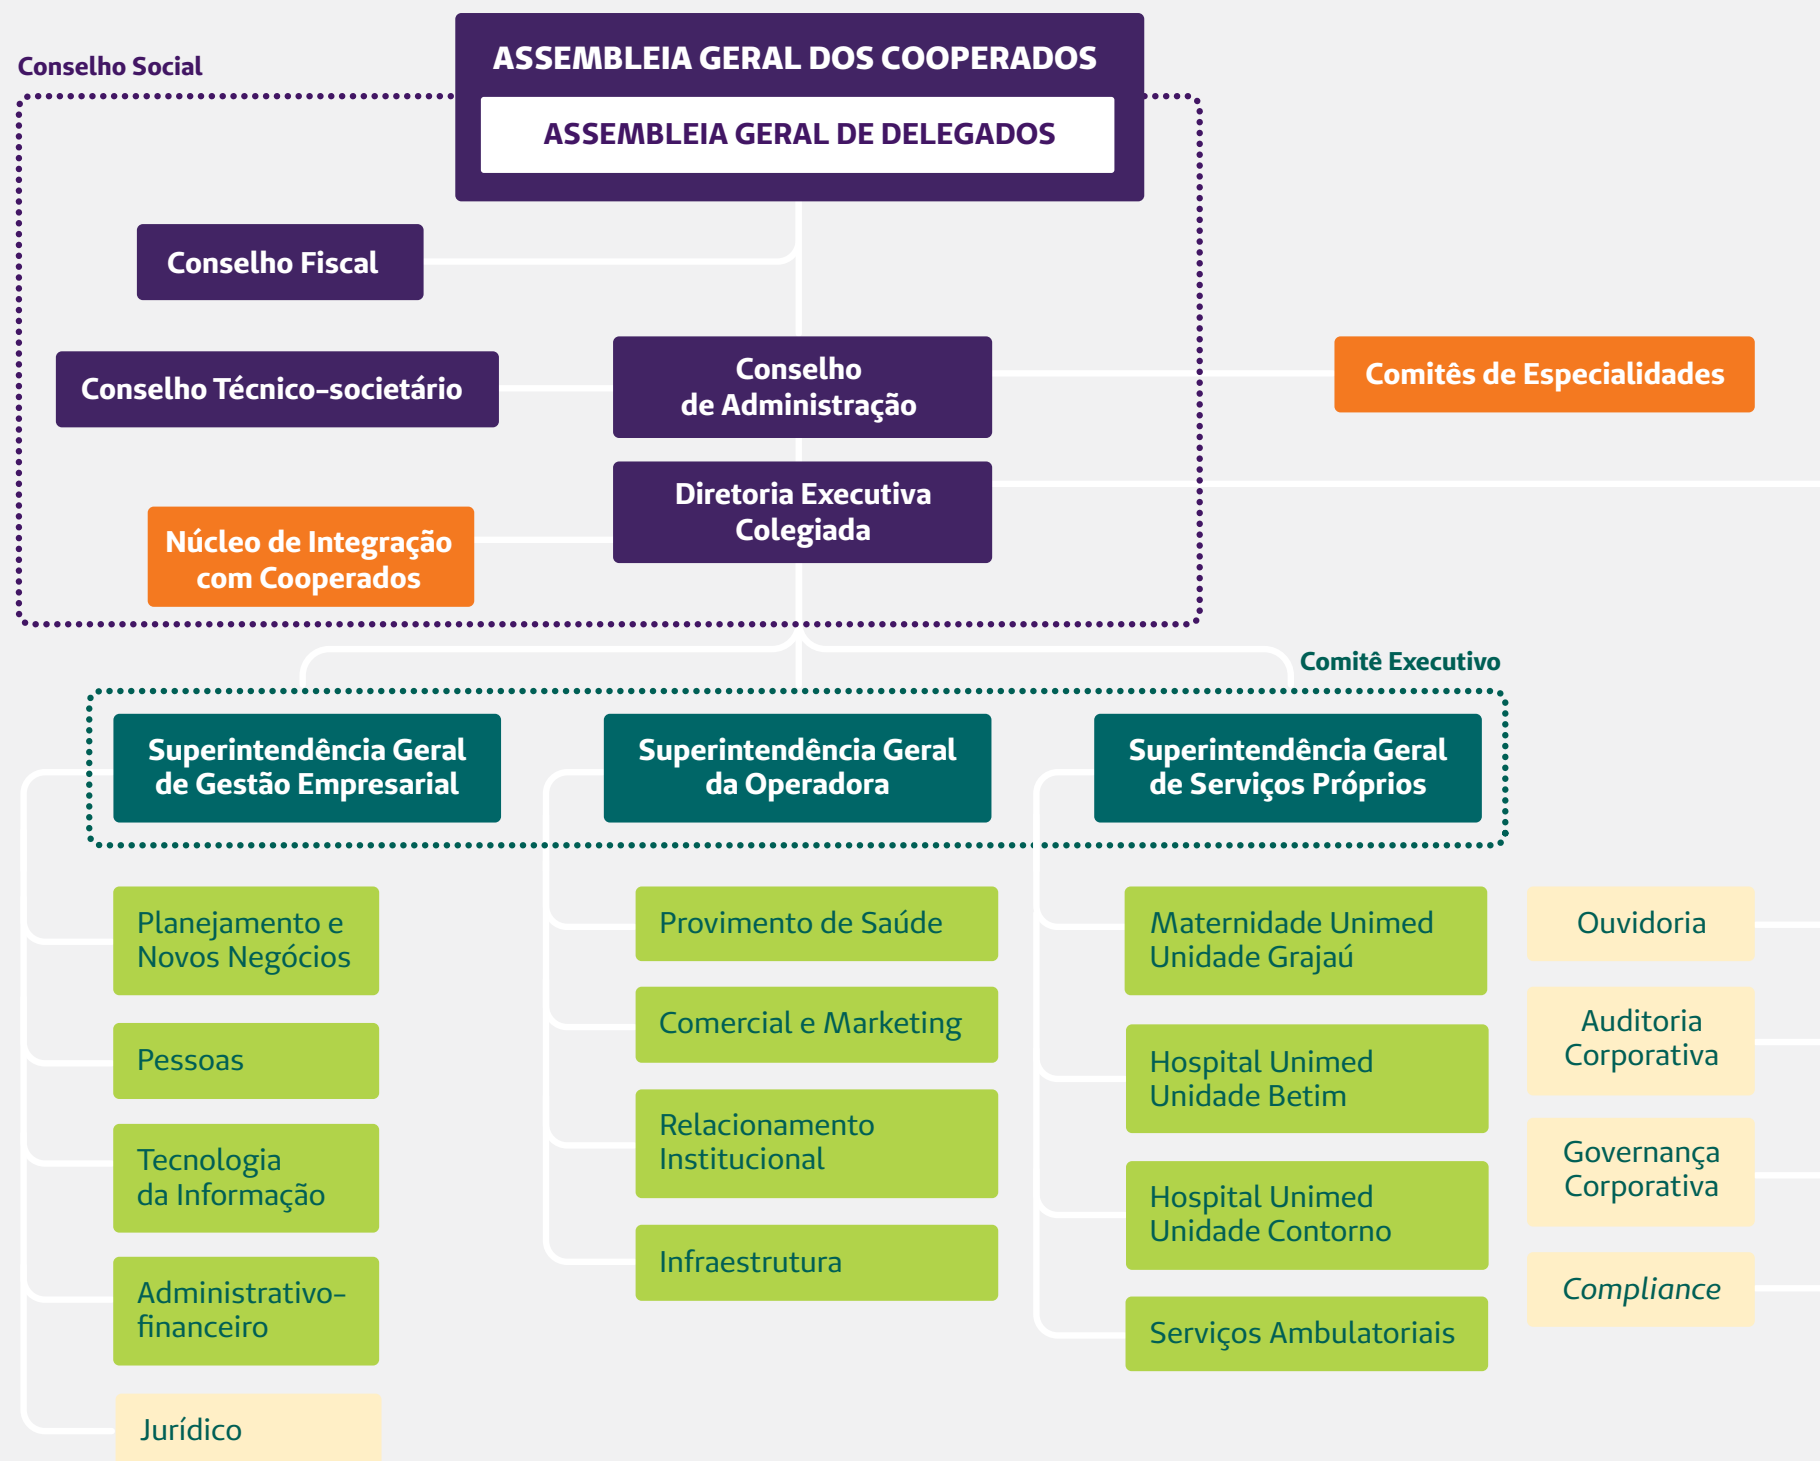 Conselho Social
ASSEMBLEIA GERAL DOS COOPERADOS
ASSEMBLEIA GERAL DE DELEGADOS
Conselho Fiscal
Conselho Técnico-societário
Conselho
de Administração
Comitês de Especialidades
Diretoria Executiva
Colegiada
Núcleo de Integração
com Cooperados
Comitê Executivo
Superintendência Geral
de Gestão Empresarial
Superintendência Geral
da Operadora
Superintendência Geral
de Serviços Próprios
Planejamento e
Novos Negócios
Pessoas
Tecnologia
da Informação
Administrativo-
financeiro
Jurídico
Provimento de Saúde
Comercial e Marketing
Relacionamento
Institucional
Infraestrutura
Maternidade Unimed
Unidade Grajaú
Hospital Unimed
Unidade Betim
Hospital Unimed
Unidade Contorno
Serviços Ambulatoriais
Ouvidoria
Auditoria
Corporativa
Governança
Corporativa
Compliance